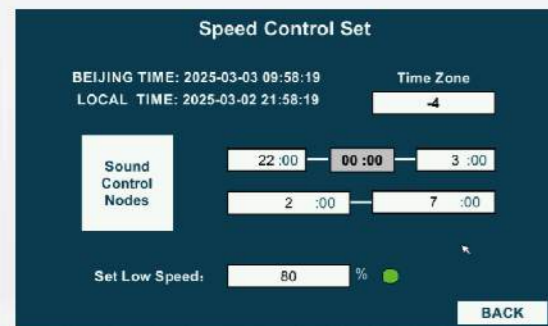 Speed Control Set
BEIJING TIME: 2025-03-03 09:58:19
LOCAL TIME: 2025-03-02 21:58:19
Time Zone
-4
Sound
Control
Nodes
22 :00 00 :00 3 :00
2 :00 7 :00
Set Low Speed: 80 %
BACK